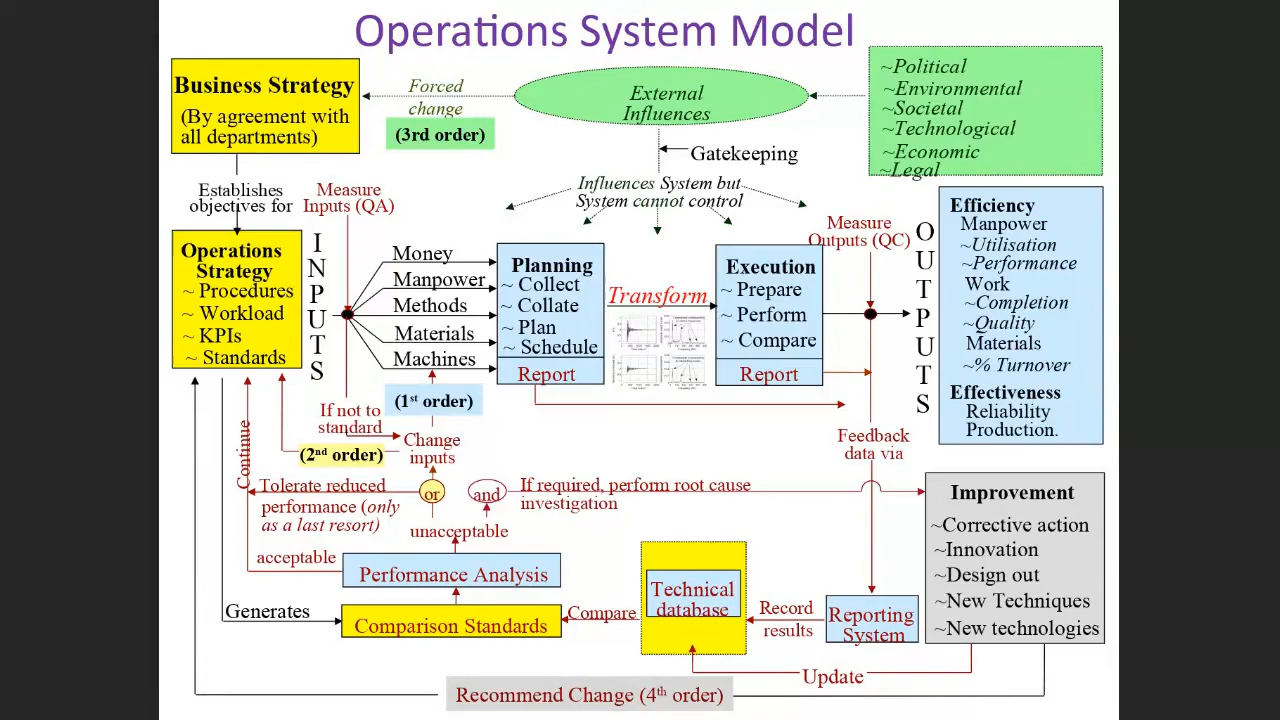 Operations System Model
Business Strategy
(By agreement with
all departments)
Forced
change
(3rd order)
External
Influences
~Political
~Environmental
~Societal
~Technological
~Economic
~Legal
Gatekeeping
Influences System but
System cannot control
Establishes
objectives for
Measure
Inputs (QA)
Operations
Strategy
~ Procedures
~ Workload
~ KPIs
~ Standards
INPUTS
Money
Manpower
Methods
Materials
Machines
Planning
~ Collect
~ Collate
~ Plan
~ Schedule
Report
Transform
Execution
~ Prepare
~ Perform
~ Compare
Report
Measure
Outputs (QC)
OUTPUTS
Efficiency
Manpower
~Utilisation
~Performance
Work
~Completion
~Quality
Materials
~% Turnover
Effectiveness
Reliability
Production.
(1st order)
If not to
standard
(2nd order)
Change
inputs
Continue
Tolerate reduced
performance (only
as a last resort)
or
and
If required, perform root cause
investigation
unacceptable
acceptable
Performance Analysis
Generates
Comparison Standards
Compare
Technical
database
Record
results
Reporting
System
Feedback
data via
Improvement
~Corrective action
~Innovation
~Design out
~New Techniques
~New technologies
Update
Recommend Change (4th order)